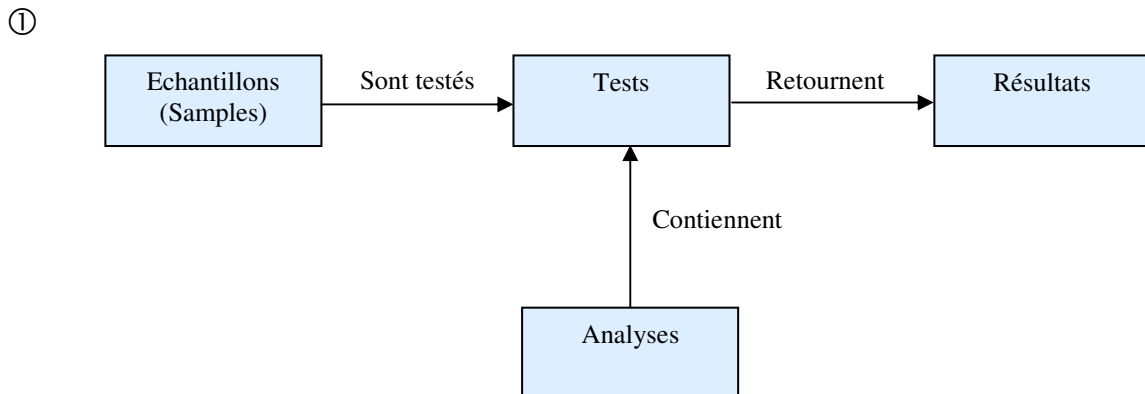 ①
Echantillons
(Samples)
Sont testés
Tests
Retournent
Résultats
Contiennent
Analyses